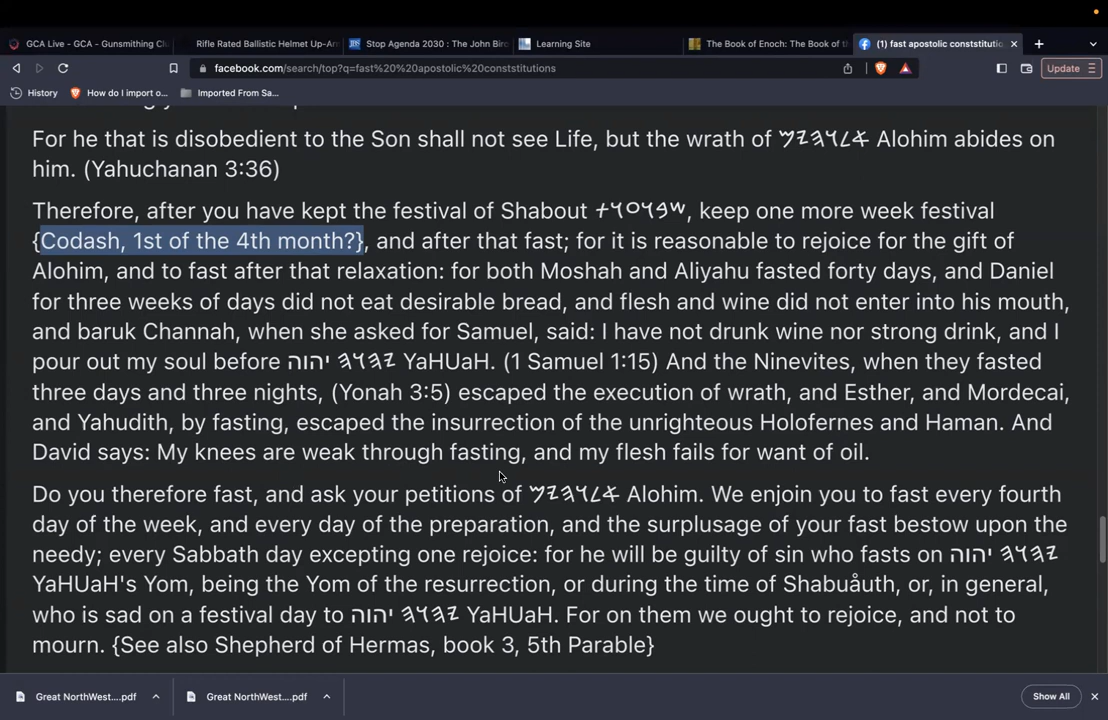 GCA Live - GCA - Gunsmithing Clu
Rifle Rated Ballistic Helmet Up-Ar
Stop Agenda 2030 : The John Birc
Learning Site
The Book of Enoch: The Book of th
(1) fast apostolic conststitutio
facebook.com/search/top?q=fast%20%20apostolic%20conststitutions
Update
History
How do I import o...
Imported From Sa...
For he that is disobedient to the Son shall not see Life, but the wrath of 𐤌𐤉𐤄𐤅𐤋𐤀 Alohim abides on
him. (Yahuchanan 3:36)
Therefore, after you have kept the festival of Shabout, keep one more week festival
{Codash, 1st of the 4th month?}, and after that fast; for it is reasonable to rejoice for the gift of
Alohim, and to fast after that relaxation: for both Moshah and Aliyahu fasted forty days, and Daniel
for three weeks of days did not eat desirable bread, and flesh and wine did not enter into his mouth,
and baruk Channah, when she asked for Samuel, said: I have not drunk wine nor strong drink, and I
pour out my soul before יהוה 𐤄𐤅𐤄𐤉 YaHUaH. (1 Samuel 1:15) And the Ninevites, when they fasted
three days and three nights, (Yonah 3:5) escaped the execution of wrath, and Esther, and Mordecai,
and Yahudith, by fasting, escaped the insurrection of the unrighteous Holofernes and Haman. And
David says: My knees are weak through fasting, and my flesh fails for want of oil.
Do you therefore fast, and ask your petitions of 𐤌𐤉𐤄𐤅𐤋𐤀 Alohim. We enjoin you to fast every fourth
day of the week, and every day of the preparation, and the surplusage of your fast bestow upon the
needy; every Sabbath day excepting one rejoice: for he will be guilty of sin who fasts on יהוה 𐤄𐤅𐤄𐤉
YaHUaH's Yom, being the Yom of the resurrection, or during the time of Shabuåuth, or, in general,
who is sad on a festival day to יהוה 𐤄𐤅𐤄𐤉 YaHUaH. For on them we ought to rejoice, and not to
mourn. {See also Shepherd of Hermas, book 3, 5th Parable}
Great NorthWest....pdf
Great NorthWest....pdf
Show All